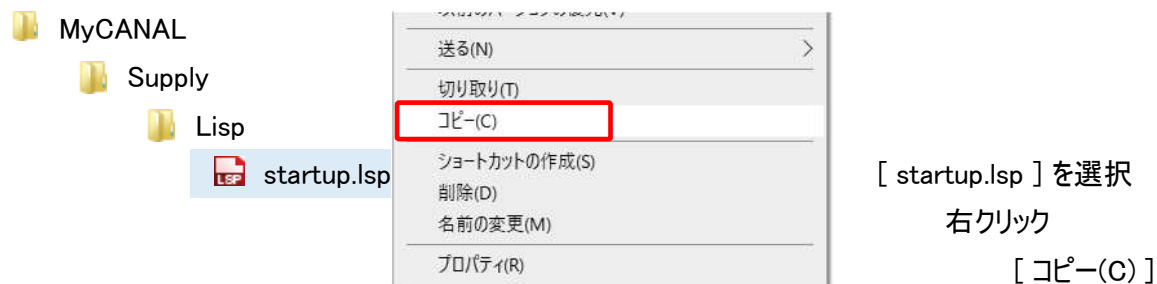 MyCANAL
Supply
Lisp
startup.lsp
LSP
送る(N)
切り取り(T)
コピー(C)
ショートカットの作成(S)
削除(D)
名前の変更(M)
プロパティ(R)
[ startup.lsp ] を選択
右クリック
[ コピー(C) ]